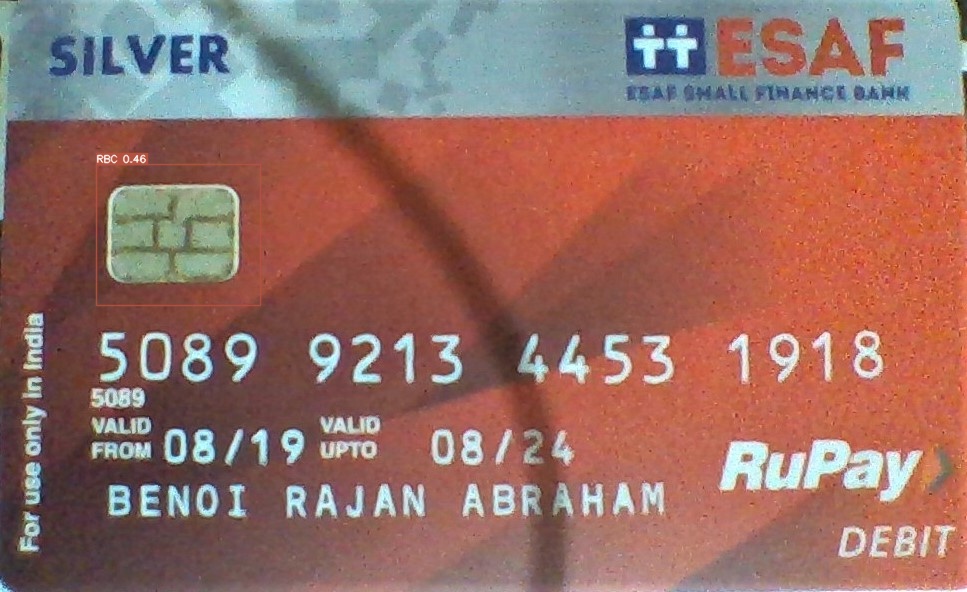 SILVER
ESAF
ESAF SMALL FINANCE BANK
RBC 0.46
For use only in India
5089 9213 4453 1918
5089
VALID FROM 08/19 VALID UPTO 08/24
BENOI RAJAN ABRAHAM
RuPay
DEBIT